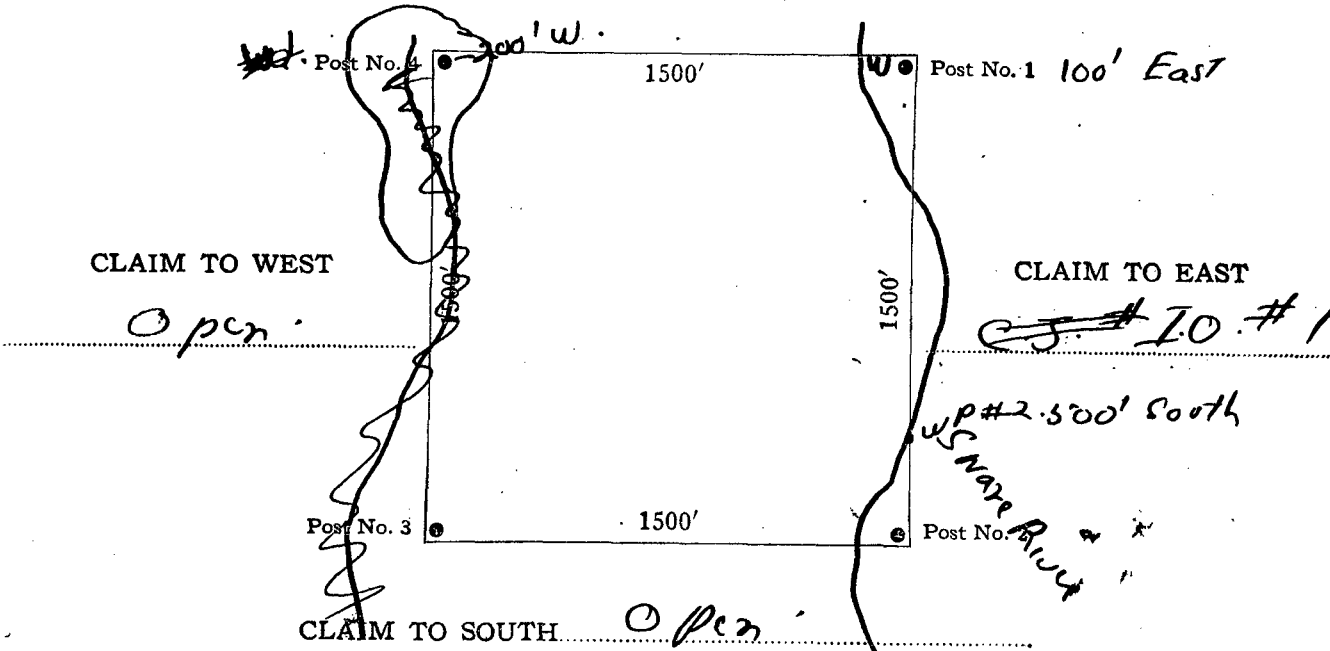 Post No. 4 200' W.
1500'
W Post No. 1 100' East
CLAIM TO WEST
Open.
1500'
1500'
CLAIM TO EAST
I.O. # 1
W P #2. 500' South
Snare River
Post No. 3
1500'
Post No. 2
CLAIM TO SOUTH Open.